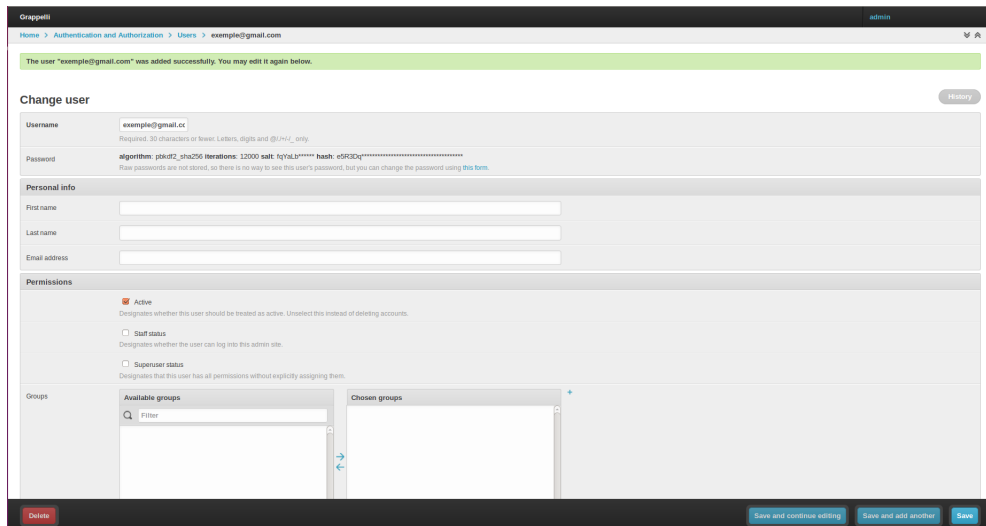 Grappelli
admin
Home > Authentication and Authorization > Users > exemple@gmail.com
The user "exemple@gmail.com" was added successfully. You may edit it again below.
Change user
History
Username
exemple@gmail.cc
Required. 30 characters or fewer. Letters, digits and @/./+/-/_ only.
Password
algorithm: pbkdf2_sha256 iterations: 12000 salt: fqYaLb****** hash: e5R3Dq**************************************
Raw passwords are not stored, so there is no way to see this user's password, but you can change the password using this form.
Personal info
First name
Last name
Email address
Permissions
Active
Designates whether this user should be treated as active. Unselect this instead of deleting accounts.
Staff status
Designates whether the user can log into this admin site.
Superuser status
Designates that this user has all permissions without explicitly assigning them.
Groups
Available groups
Chosen groups
Filter
Delete
Save and continue editing
Save and add another
Save